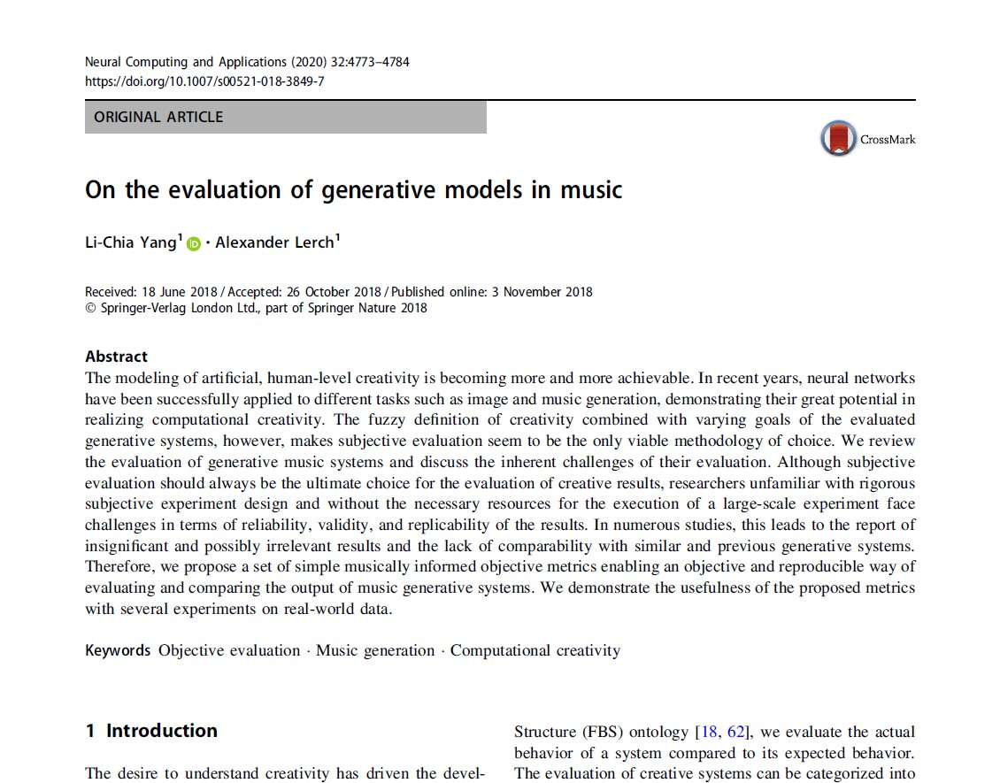 Neural Computing and Applications (2020) 32:4773–4784
https://doi.org/10.1007/s00521-018-3849-7
ORIGINAL ARTICLE
CrossMark
On the evaluation of generative models in music
Li-Chia Yang1 iD · Alexander Lerch1
Received: 18 June 2018 / Accepted: 26 October 2018 / Published online: 3 November 2018
© Springer-Verlag London Ltd., part of Springer Nature 2018
Abstract
The modeling of artificial, human-level creativity is becoming more and more achievable. In recent years, neural networks
have been successfully applied to different tasks such as image and music generation, demonstrating their great potential in
realizing computational creativity. The fuzzy definition of creativity combined with varying goals of the evaluated
generative systems, however, makes subjective evaluation seem to be the only viable methodology of choice. We review
the evaluation of generative music systems and discuss the inherent challenges of their evaluation. Although subjective
evaluation should always be the ultimate choice for the evaluation of creative results, researchers unfamiliar with rigorous
subjective experiment design and without the necessary resources for the execution of a large-scale experiment face
challenges in terms of reliability, validity, and replicability of the results. In numerous studies, this leads to the report of
insignificant and possibly irrelevant results and the lack of comparability with similar and previous generative systems.
Therefore, we propose a set of simple musically informed objective metrics enabling an objective and reproducible way of
evaluating and comparing the output of music generative systems. We demonstrate the usefulness of the proposed metrics
with several experiments on real-world data.
Keywords Objective evaluation · Music generation · Computational creativity
1 Introduction
The desire to understand creativity has driven the devel-
Structure (FBS) ontology [18, 62], we evaluate the actual
behavior of a system compared to its expected behavior.
The evaluation of creative systems can be categorized into